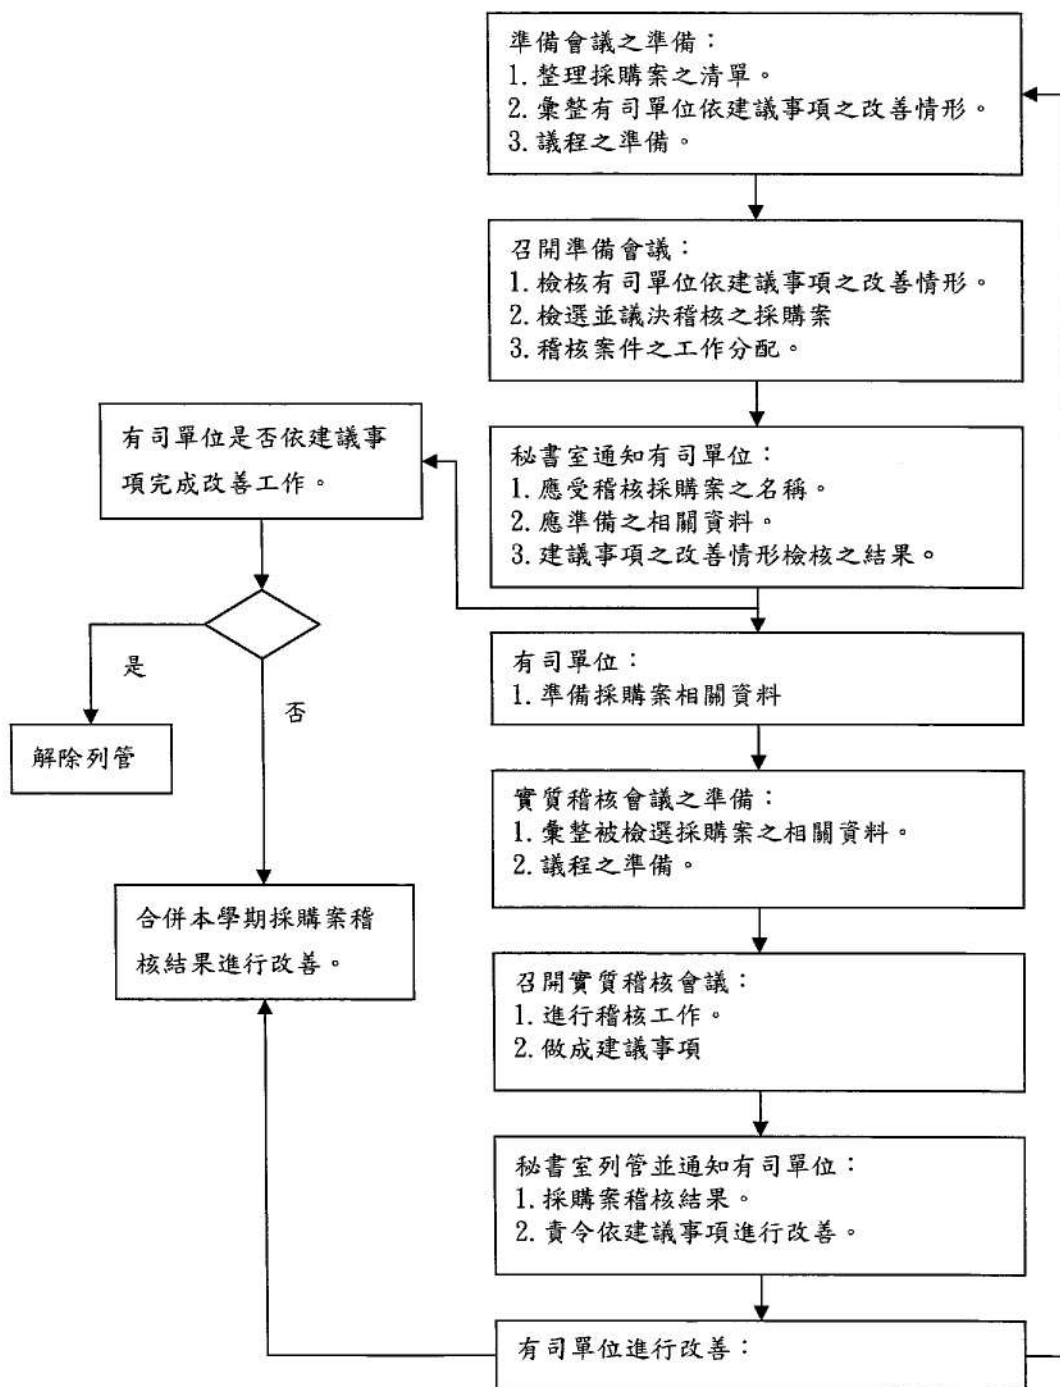 準備會議之準備：
1.整理採購案之清單。
2.彙整有司單位依建議事項之改善情形。
3.議程之準備。
召開準備會議：
1.檢核有司單位依建議事項之改善情形。
2.檢選並議決稽核之採購案
3.稽核案件之工作分配。
有司單位是否依建議事
項完成改善工作。
秘書室通知有司單位：
1.應受稽核採購案之名稱。
2.應準備之相關資料。
3.建議事項之改善情形檢核之結果。
是
否
解除列管
有司單位：
1.準備採購案相關資料
實質稽核會議之準備：
1.彙整被檢選採購案之相關資料。
2.議程之準備。
合併本學期採購案稽
核結果進行改善。
召開實質稽核會議：
1.進行稽核工作。
2.做成建議事項
秘書室列管並通知有司單位：
1.採購案稽核結果。
2.責令依建議事項進行改善。
有司單位進行改善：